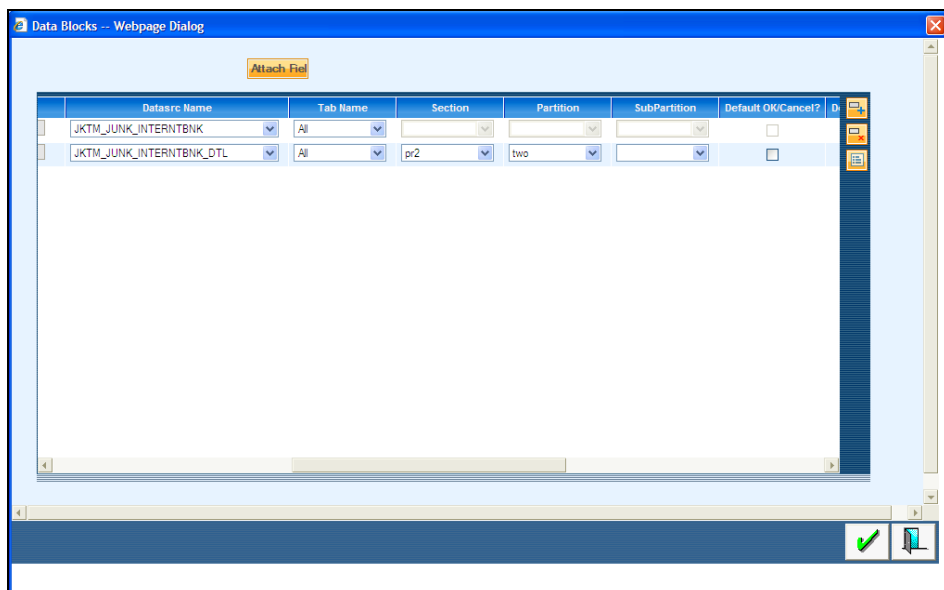 Data Blocks -- Webpage Dialog
Attach Fiel
Datasrc Name Tab Name Section Partition SubPartition Default OK/Cancel?
JKTM_JUNK_INTERNTBNK All
JKTM_JUNK_INTERNTBNK_DTL All pr2 two